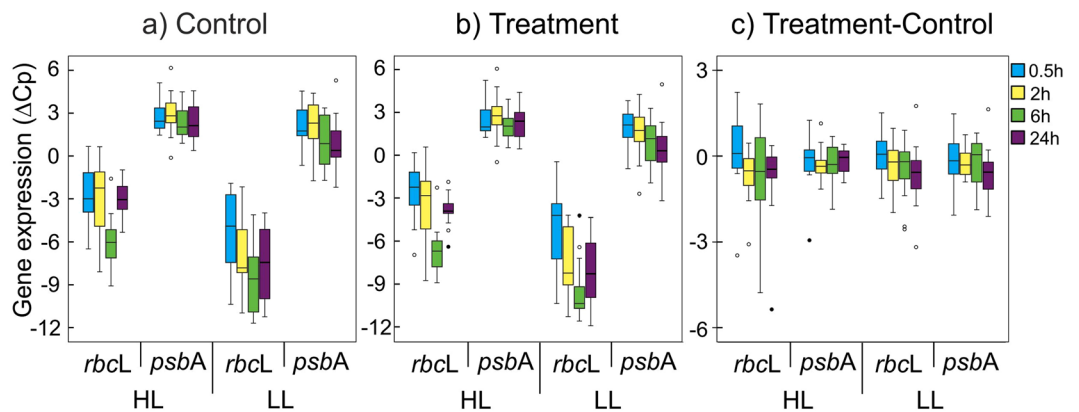 a) Control
b) Treatment
c) Treatment-Control
Gene expression (ΔCp)
6
3
0
-3
-6
-9
-12
6
3
0
-3
-6
-9
-12
3
0
-3
-6
0.5h
2h
6h
24h
rbcL psbA rbcL psbA
HL LL
rbcL psbA rbcL psbA
HL LL
rbcL psbA rbcL psbA
HL LL